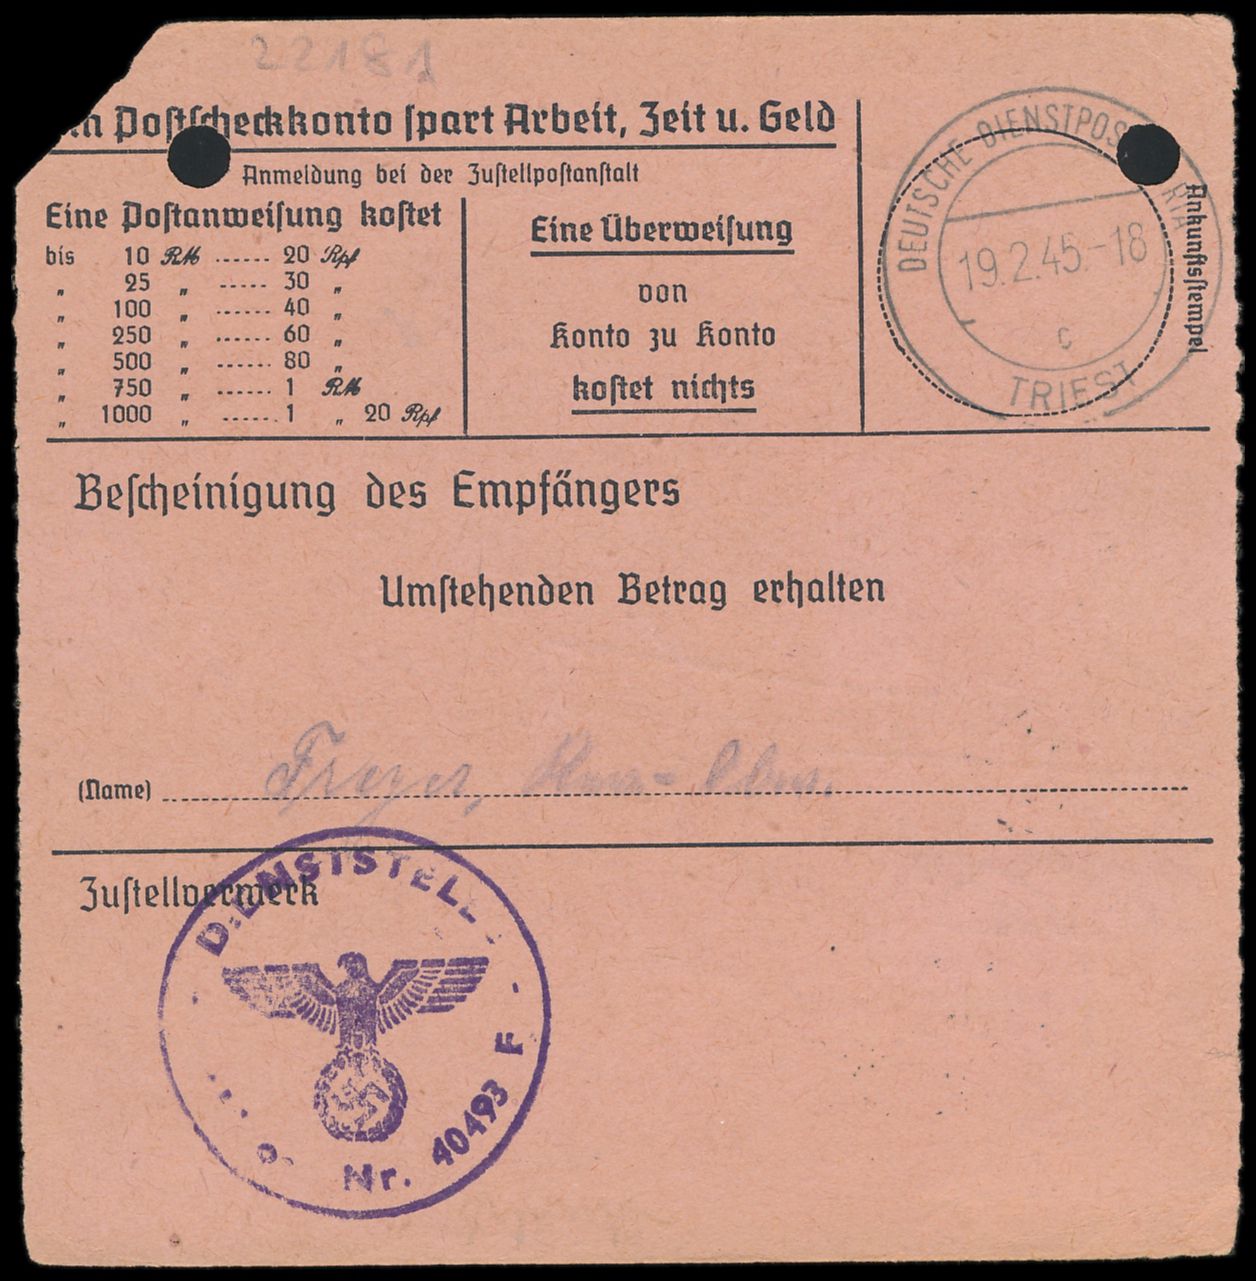 22181
n Postscheckkonto spart Arbeit, Zeit u. Geld
Anmeldung bei der Zustellpostanstalt
Eine Postanweisung kostet
bis 10 RM ...... 20 Rpf
„ 25 „ ..... 30 „
„ 100 „ ...... 40 „
„ 250 „ ...... 60 „
„ 500 „ ...... 80 „
„ 750 „ ...... 1 RM
„ 1000 „ ...... 1 „ 20 Rpf
Eine Überweisung
von
Konto zu Konto
kostet nichts
DEUTSCHE DIENSTPOS RIA
19.2.45.-18
c
TRIEST
Ankunftsstempel
Bescheinigung des Empfängers
Umstehenden Betrag erhalten
(Name)
Zustellvermerk
DIENSTSTELL
Nr. 40493 F